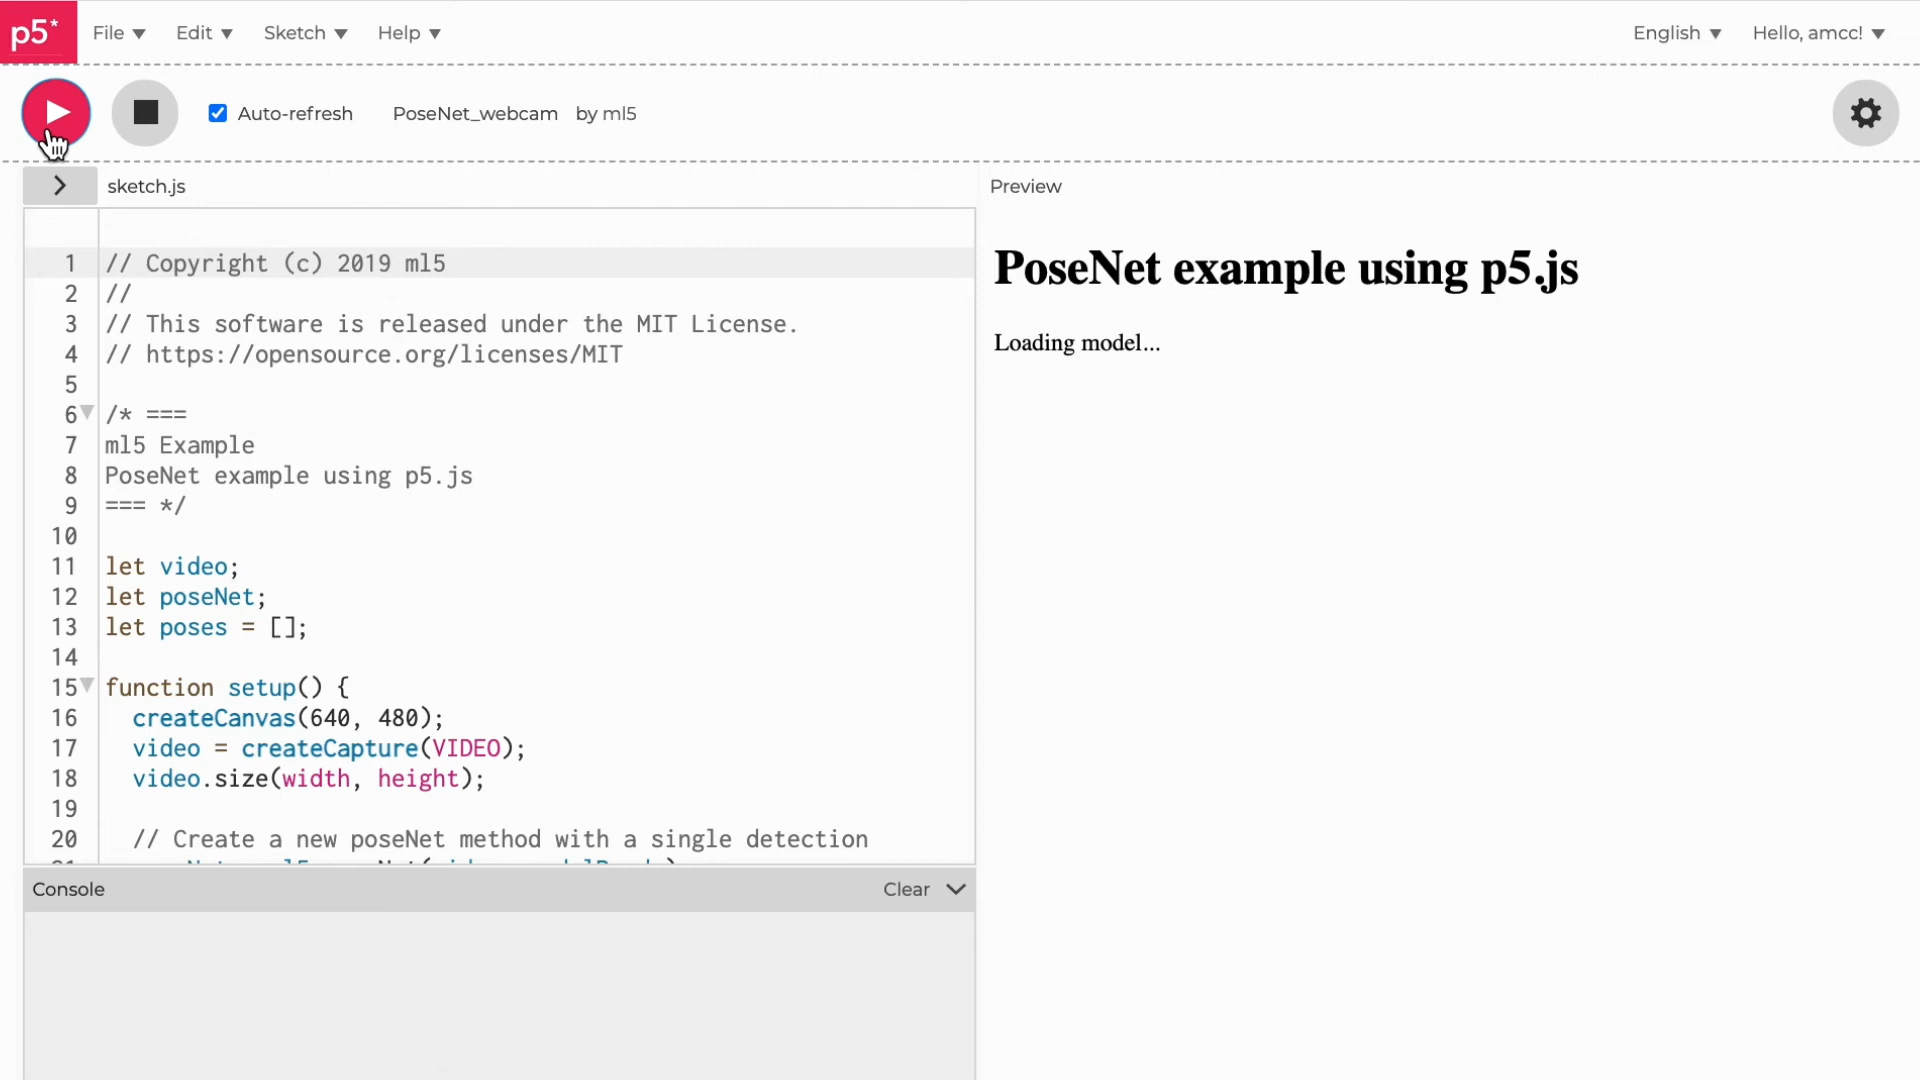 p5*
File Edit Sketch Help English Hello, amcc!
Auto-refresh PoseNet_webcam by ml5
sketch.js
1 // Copyright (c) 2019 ml5
2 //
3 // This software is released under the MIT License.
4 // https://opensource.org/licenses/MIT
5
6 /* ===
7 ml5 Example
8 PoseNet example using p5.js
9 === */
10
11 let video;
12 let poseNet;
13 let poses = [];
14
15 function setup() {
16 createCanvas(640, 480);
17 video = createCapture(VIDEO);
18 video.size(width, height);
19
20 // Create a new poseNet method with a single detection
Console Clear
Preview
PoseNet example using p5.js
Loading model...